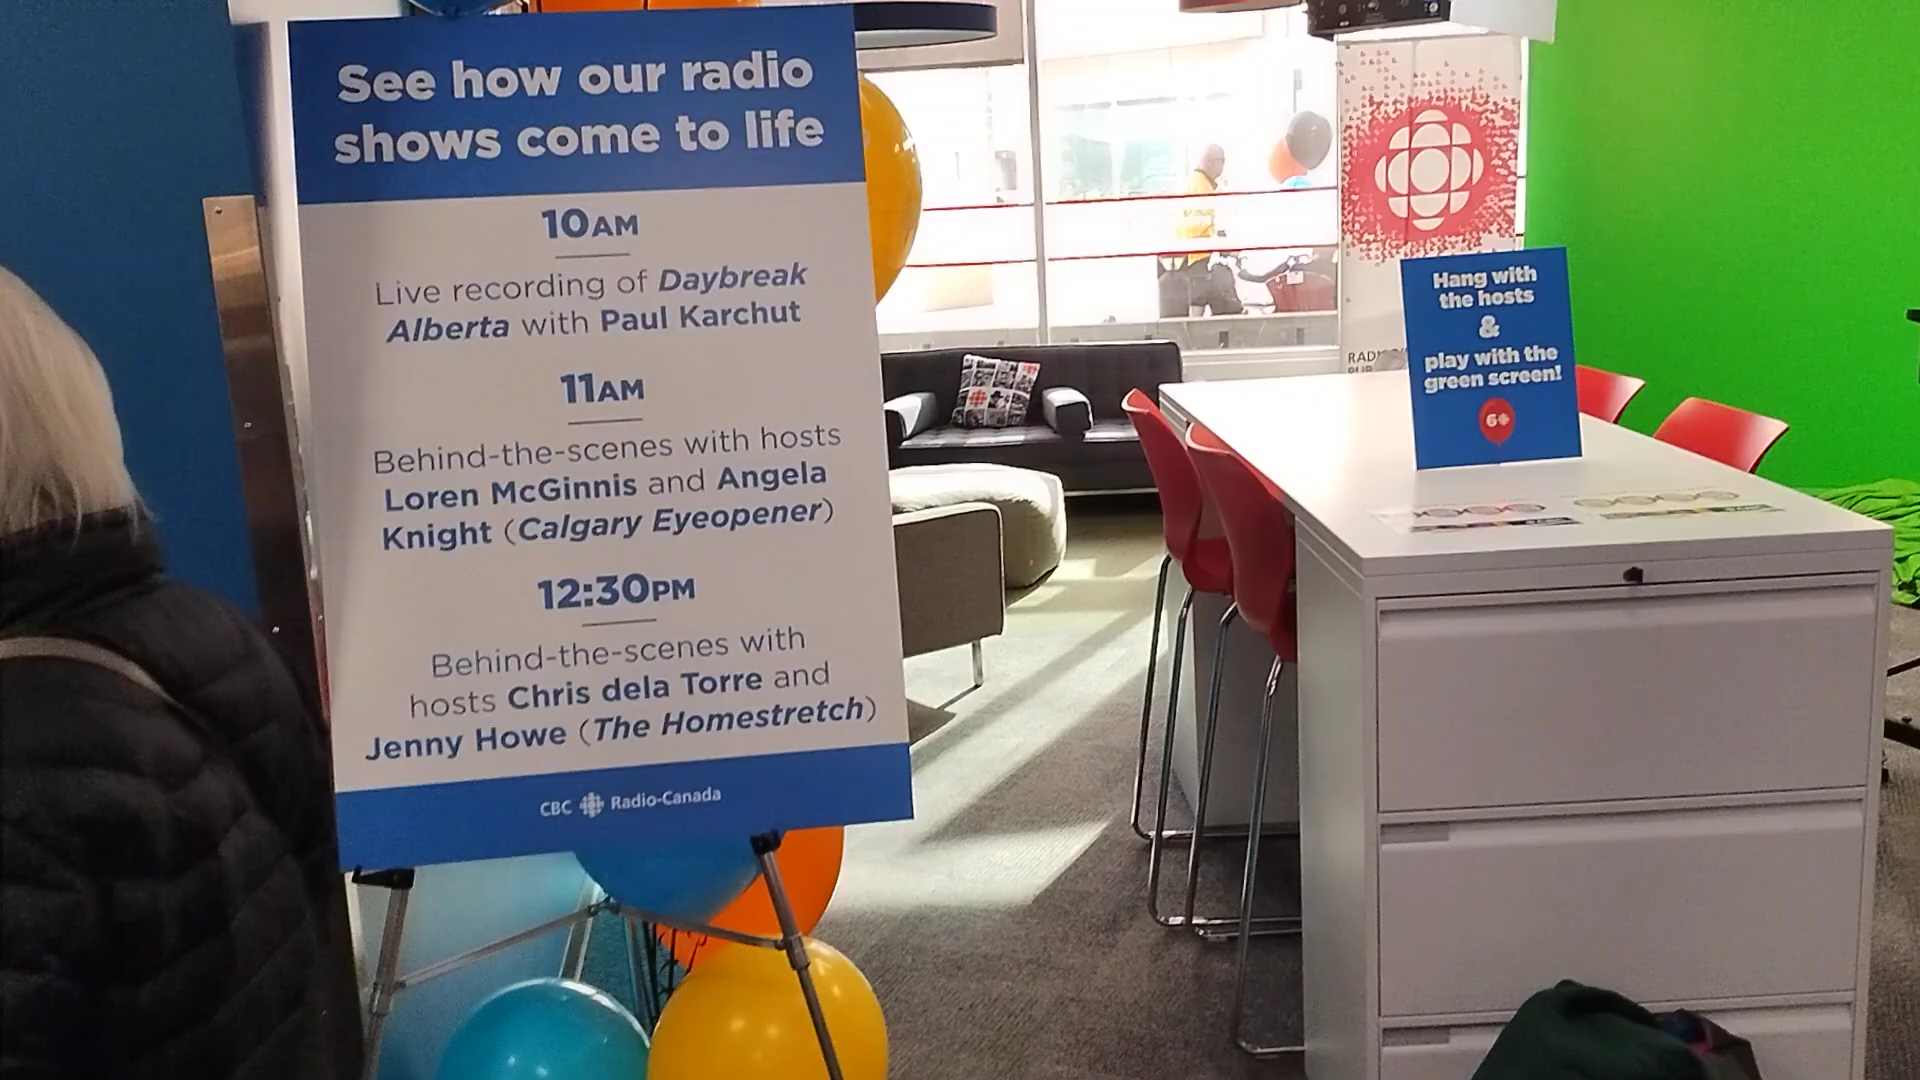 See how our radio
shows come to life
10AM
Live recording of Daybreak
Alberta with Paul Karchut
11AM
Behind-the-scenes with hosts
Loren McGinnis and Angela
Knight (Calgary Eyeopener)
12:30PM
Behind-the-scenes with
hosts Chris dela Torre and
Jenny Howe (The Homestretch)
CBC Radio-Canada
Hang with
the hosts
&
play with the
green screen!